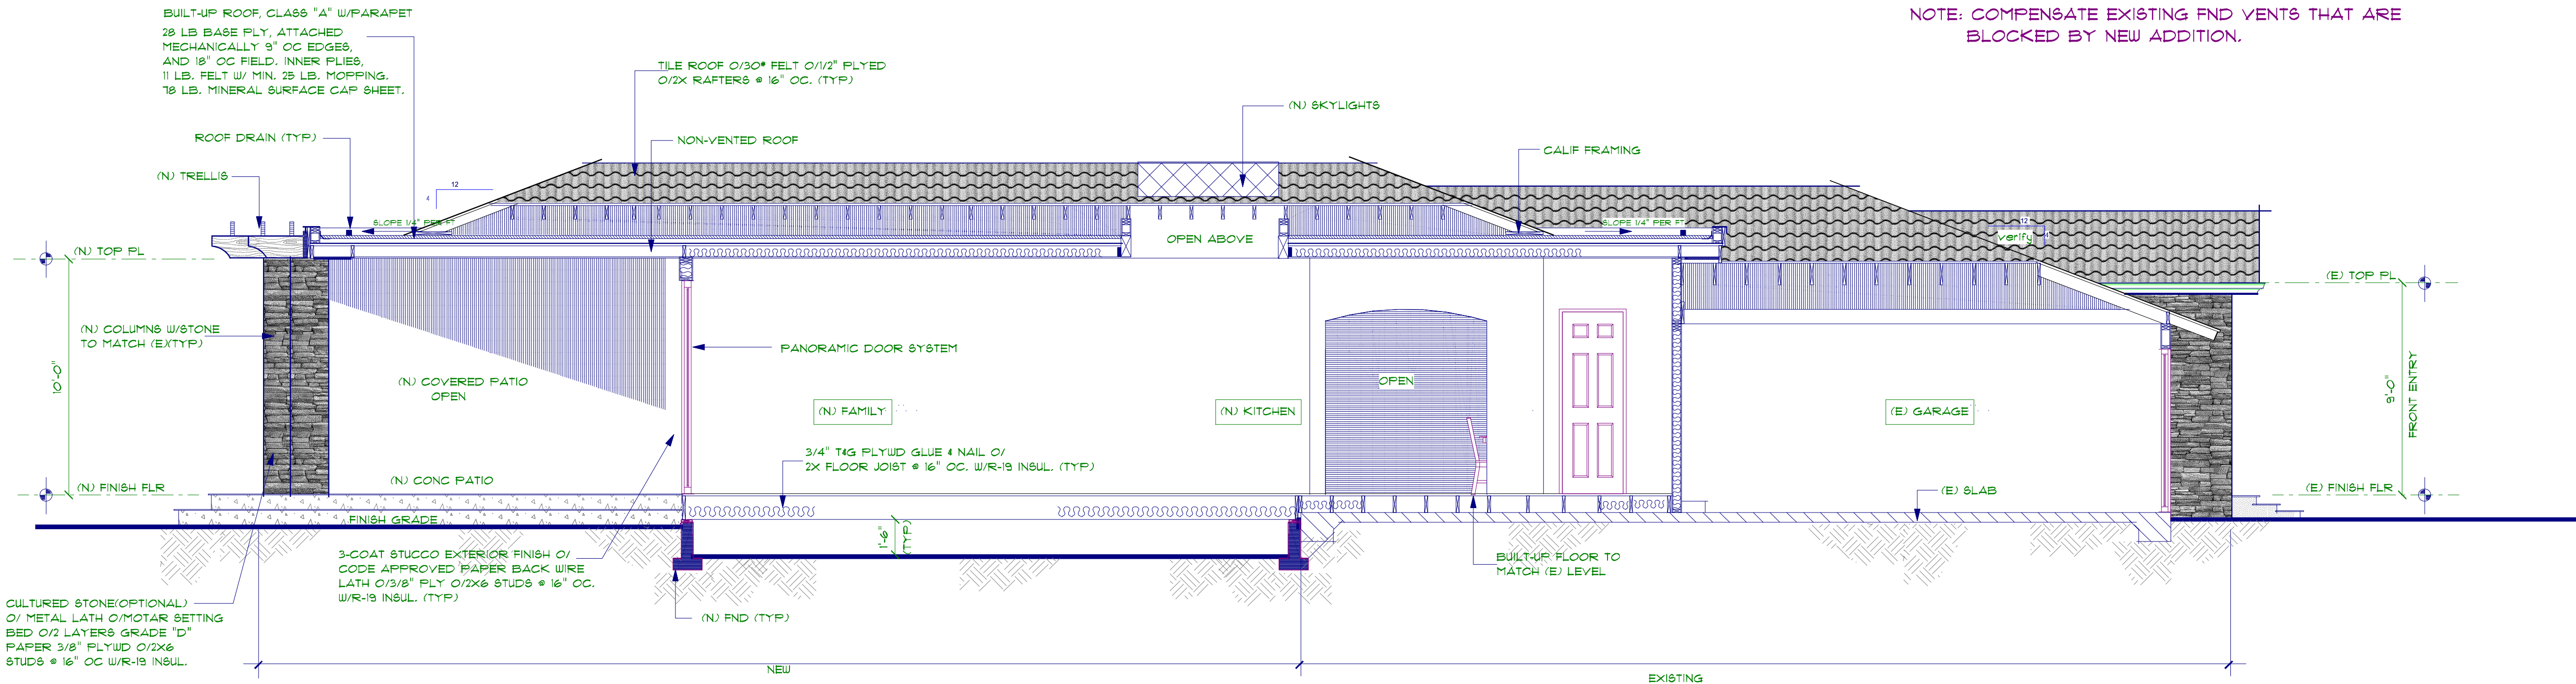 BUILT-UP ROOF, CLASS "A" W/PARAPET
28 LB BASE PLY, ATTACHED
MECHANICALLY 9" OC EDGES,
AND 18" OC FIELD. INNER PLIES,
11 LB. FELT W/ MIN. 25 LB. MOPPING.
78 LB. MINERAL SURFACE CAP SHEET.
NOTE: COMPENSATE EXISTING FND VENTS THAT ARE
BLOCKED BY NEW ADDITION.
TILE ROOF O/30# FELT O/1/2" PLYED
O/2X RAFTERS @ 16" OC. (TYP)
(N) SKYLIGHTS
ROOF DRAIN (TYP)
NON-VENTED ROOF
CALIF FRAMING
(N) TRELLIS
12
4
SLOPE 1/4" PER FT
SLOPE 1/4" PER FT
12
4
verify
OPEN ABOVE
(N) TOP PL
(E) TOP PL
(N) COLUMNS W/STONE
TO MATCH (E)(TYP)
PANORAMIC DOOR SYSTEM
10'-0"
(N) COVERED PATIO
OPEN
OPEN
9'-0"
FRONT ENTRY
(N) FAMILY
(N) KITCHEN
(E) GARAGE
3/4" T&G PLYWD GLUE & NAIL O/
2X FLOOR JOIST @ 16" OC. W/R-19 INSUL. (TYP)
(N) CONC PATIO
(N) FINISH FLR
(E) SLAB
(E) FINISH FLR
FINISH GRADE
1'-6"
(TYP)
3-COAT STUCCO EXTERIOR FINISH O/
CODE APPROVED PAPER BACK WIRE
LATH O/3/8" PLY O/2X6 STUDS @ 16" OC.
W/R-19 INSUL. (TYP)
BUILT-UP FLOOR TO
MATCH (E) LEVEL
CULTURED STONE(OPTIONAL)
O/ METAL LATH O/MOTAR SETTING
BED O/2 LAYERS GRADE "D"
PAPER 3/8" PLYWD O/2X6
STUDS @ 16" OC W/R-19 INSUL.
(N) FND (TYP)
NEW
EXISTING